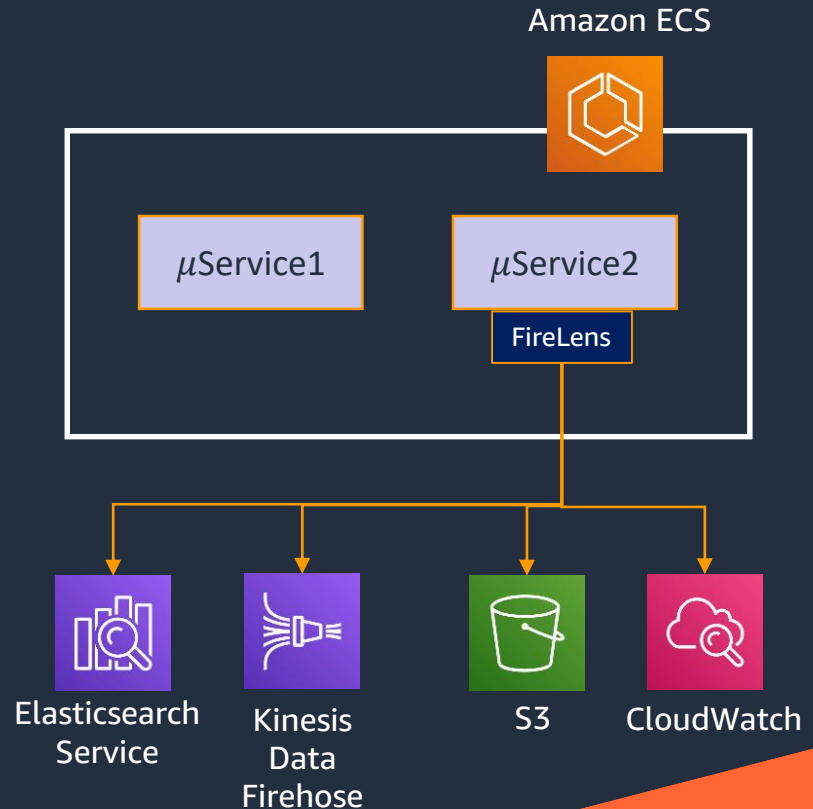 Amazon ECS
𝜇Service1
𝜇Service2
FireLens
Elasticsearch
Service
Kinesis
Data
Firehose
S3
CloudWatch